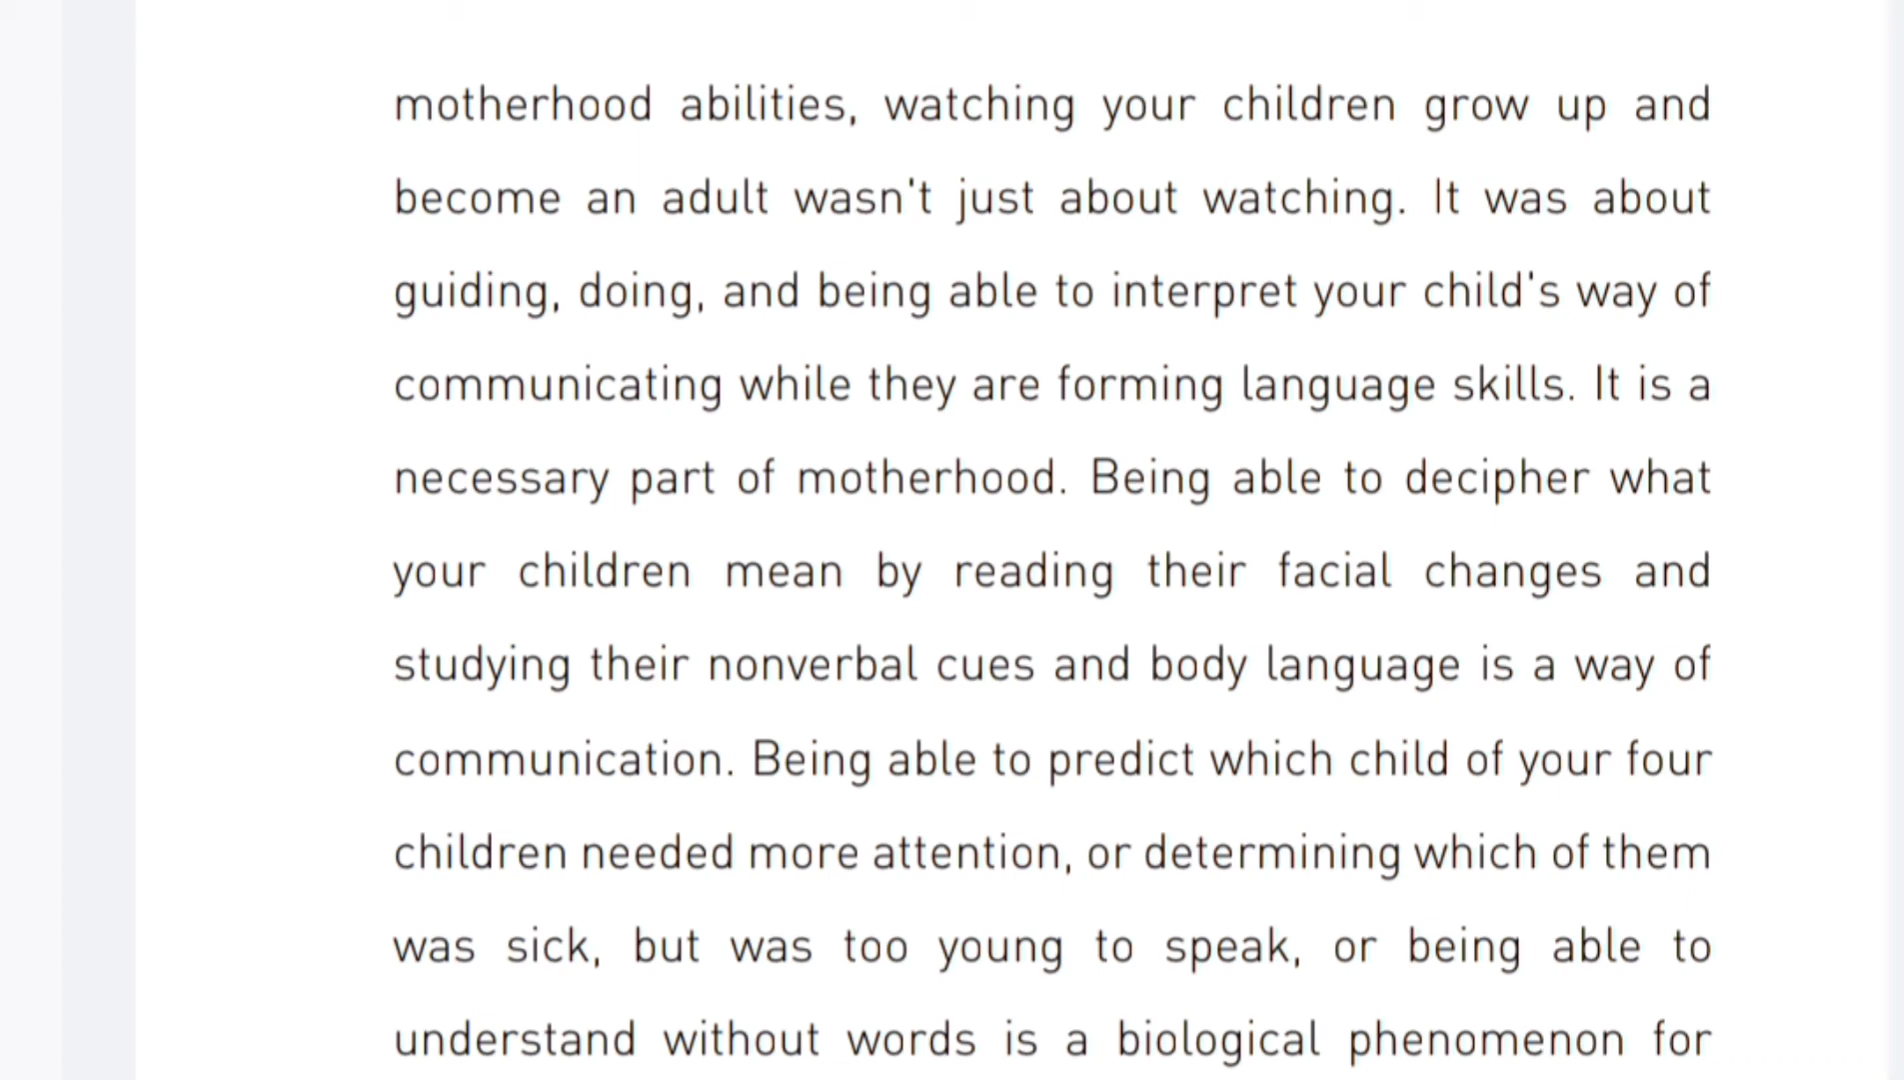 motherhood abilities, watching your children grow up and
become an adult wasn't just about watching. It was about
guiding, doing, and being able to interpret your child's way of
communicating while they are forming language skills. It is a
necessary part of motherhood. Being able to decipher what
your children mean by reading their facial changes and
studying their nonverbal cues and body language is a way of
communication. Being able to predict which child of your four
children needed more attention, or determining which of them
was sick, but was too young to speak, or being able to
understand without words is a biological phenomenon for